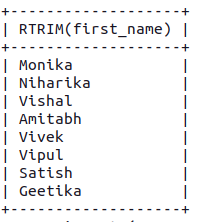 +--------------------+
| RTRIM(first_name) |
+--------------------+
| Monika |
| Niharika |
| Vishal |
| Amitabh |
| Vivek |
| Vipul |
| Satish |
| Geetika |
+--------------------+